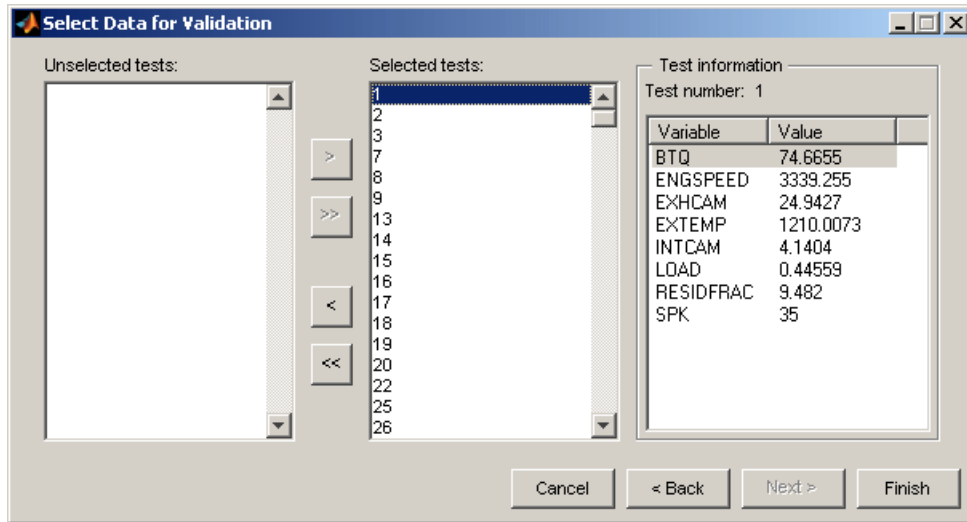 Select Data for Validation
Unselected tests:
Selected tests:
1
2
3
7
8
9
13
14
15
16
17
18
19
20
22
25
26
>
>>
<
<<
Test information
Test number: 1
Variable Value
BTQ 74.6655
ENGSPEED 3339.255
EXHCAM 24.9427
EXTEMP 1210.0073
INTCAM 4.1404
LOAD 0.44559
RESIDFRAC 9.482
SPK 35
Cancel < Back Next > Finish